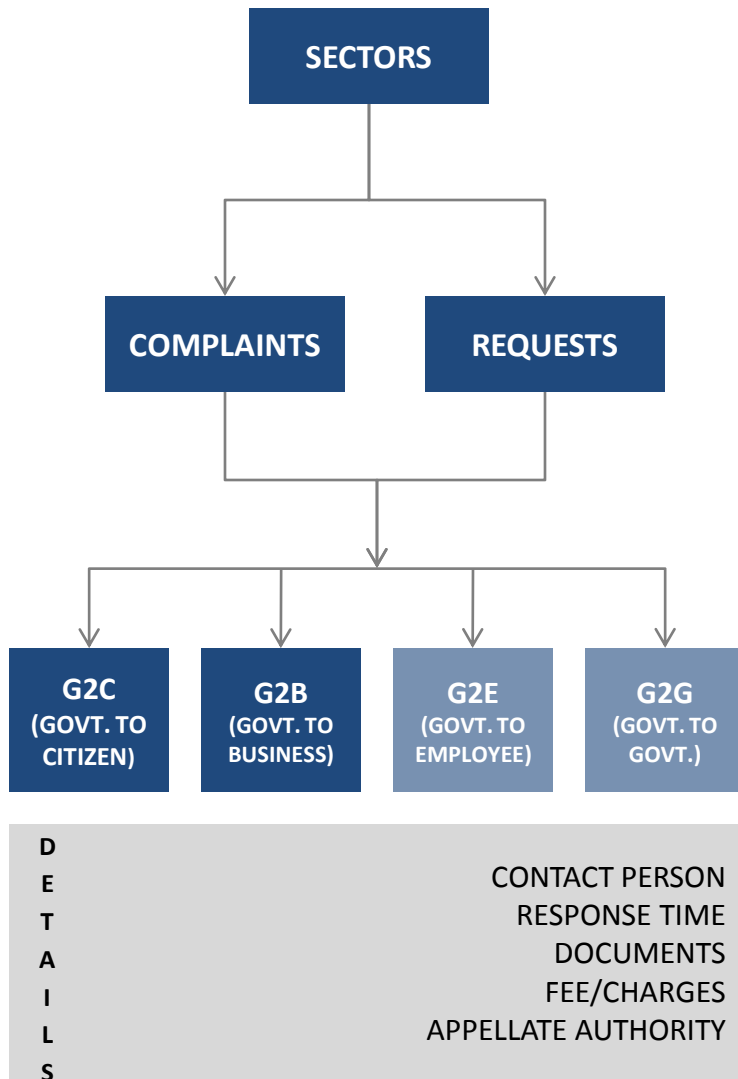 SECTORS
COMPLAINTS
REQUESTS
G2C
(GOVT. TO
CITIZEN)
G2B
(GOVT. TO
BUSINESS)
G2E
(GOVT. TO
EMPLOYEE)
G2G
(GOVT. TO
GOVT.)
D
E
T
A
I
L
S
CONTACT PERSON
RESPONSE TIME
DOCUMENTS
FEE/CHARGES
APPELLATE AUTHORITY